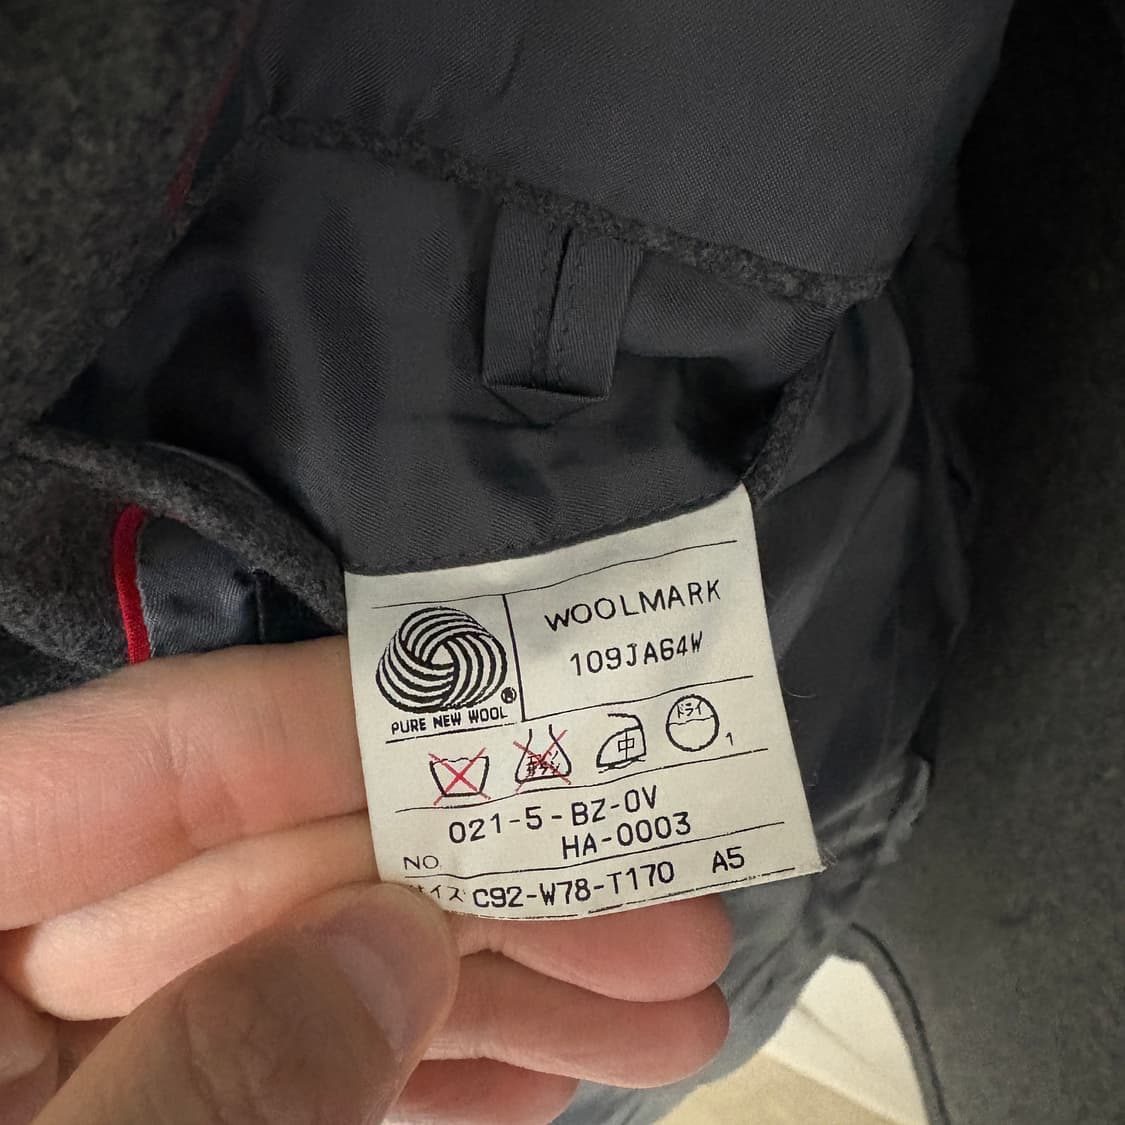 WOOLMARK
109JA64W
®
PURE NEW WOOL
中
ドライ
1
021-5-BZ-0V
HA-0003
NO.
サイズ C92-W78-T170 A5